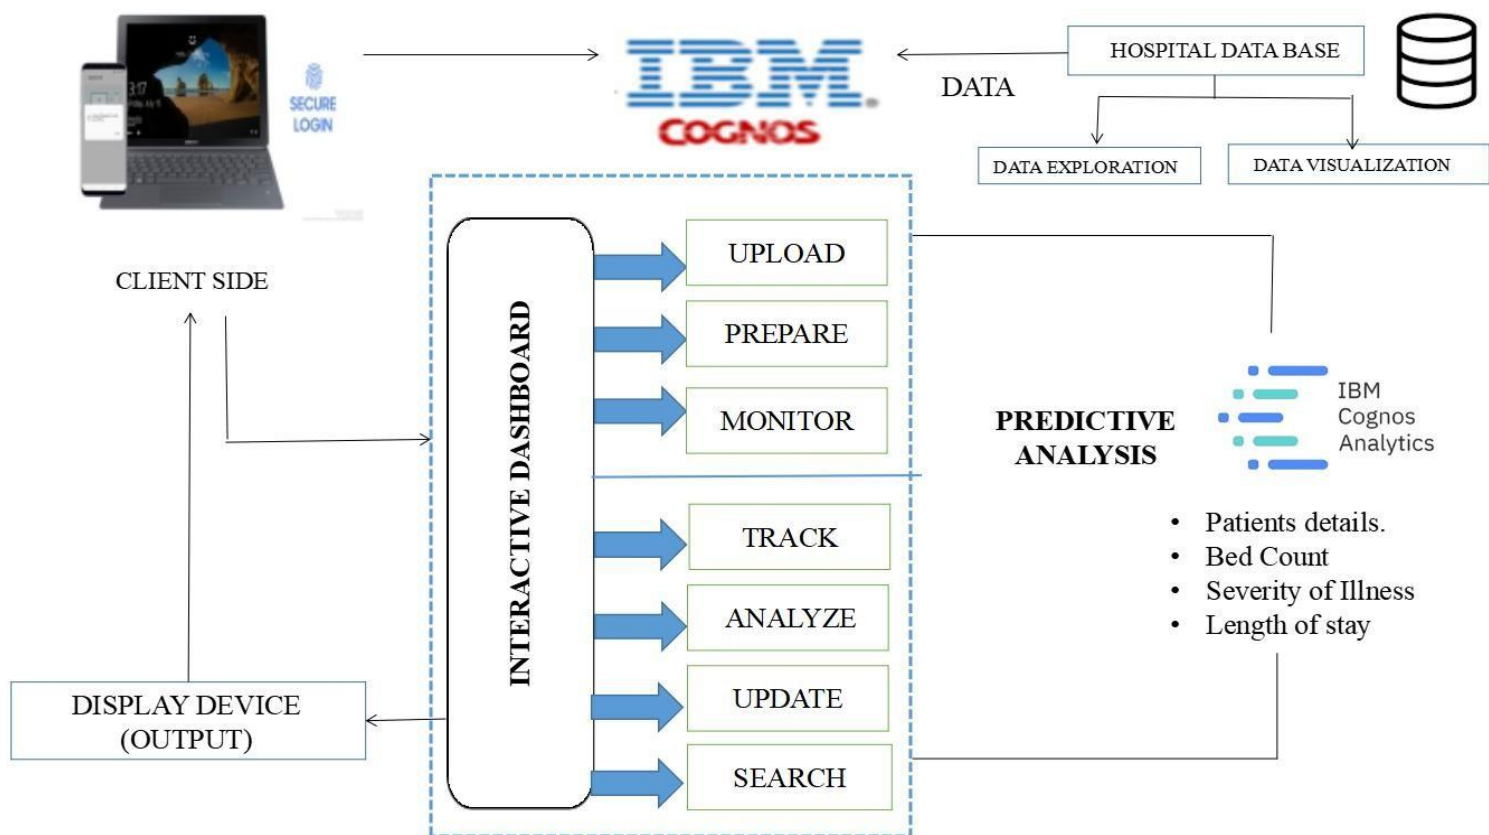 SECURE
LOGIN
IBM
COGNOS
DATA
HOSPITAL DATA BASE
DATA EXPLORATION
DATA VISUALIZATION
CLIENT SIDE
INTERACTIVE DASHBOARD
UPLOAD
PREPARE
MONITOR
TRACK
ANALYZE
UPDATE
SEARCH
PREDICTIVE
ANALYSIS
IBM
Cognos
Analytics
• Patients details.
• Bed Count
• Severity of Illness
• Length of stay
DISPLAY DEVICE
(OUTPUT)